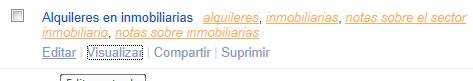 Alquileres en inmobiliarias alquileres, inmobiliarias, notas sobre el sector
inmobiliario, notas sobre inmobiliarias
Editar | Visualizar | Compartir | Suprimir